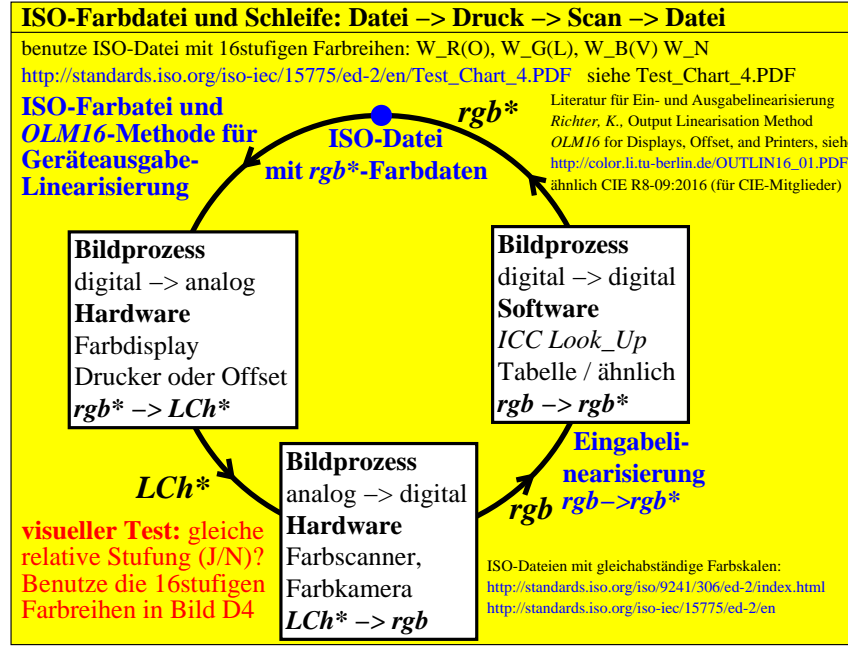 ISO-Farbdatei und Schleife: Datei –> Druck –> Scan –> Datei
benutze ISO-Datei mit 16stufigen Farbreihen: W_R(O), W_G(L), W_B(V) W_N
http://standards.iso.org/iso-iec/15775/ed-2/en/Test_Chart_4.PDF siehe Test_Chart_4.PDF
ISO-Farbatei und
OLM16-Methode für
Geräteausgabe-
Linearisierung
rgb*
ISO-Datei
mit rgb*-Farbdaten
Literatur für Ein- und Ausgabelinearisierung
Richter, K., Output Linearisation Method
OLM16 for Displays, Offset, and Printers, siehe
http://color.li.tu-berlin.de/OUTLIN16_01.PDF
ähnlich CIE R8-09:2016 (für CIE-Mitglieder)
Bildprozess
digital –> analog
Hardware
Farbdisplay
Drucker oder Offset
rgb* –> LCh*
Bildprozess
digital –> digital
Software
ICC Look_Up
Tabelle / ähnlich
rgb –> rgb*
LCh*
Bildprozess
analog –> digital
Hardware
Farbscanner,
Farbkamera
LCh* –> rgb
rgb
Eingabeli-
nearisierung
rgb–>rgb*
visueller Test: gleiche
relative Stufung (J/N)?
Benutze die 16stufigen
Farbreihen in Bild D4
ISO-Dateien mit gleichabständige Farbskalen:
http://standards.iso.org/iso/9241/306/ed-2/index.html
http://standards.iso.org/iso-iec/15775/ed-2/en